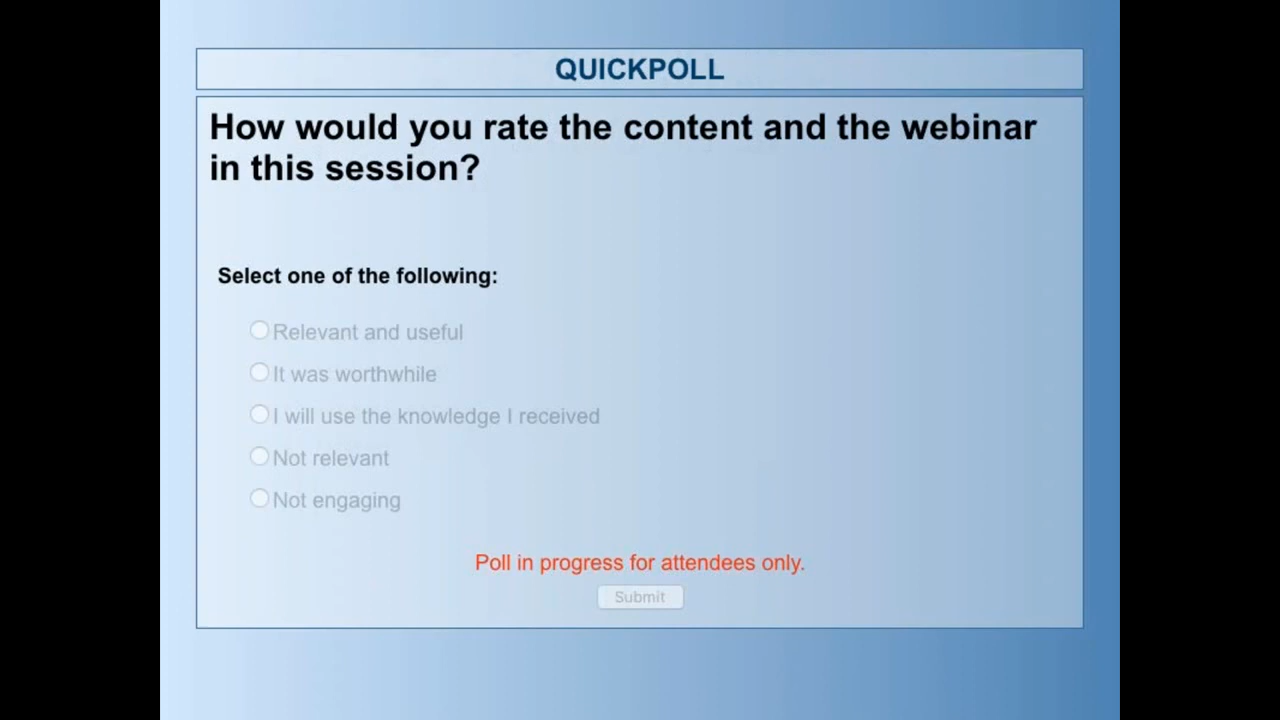 QUICKPOLL
How would you rate the content and the webinar
in this session?
Select one of the following:
Relevant and useful
It was worthwhile
I will use the knowledge I received
Not relevant
Not engaging
Poll in progress for attendees only.
Submit